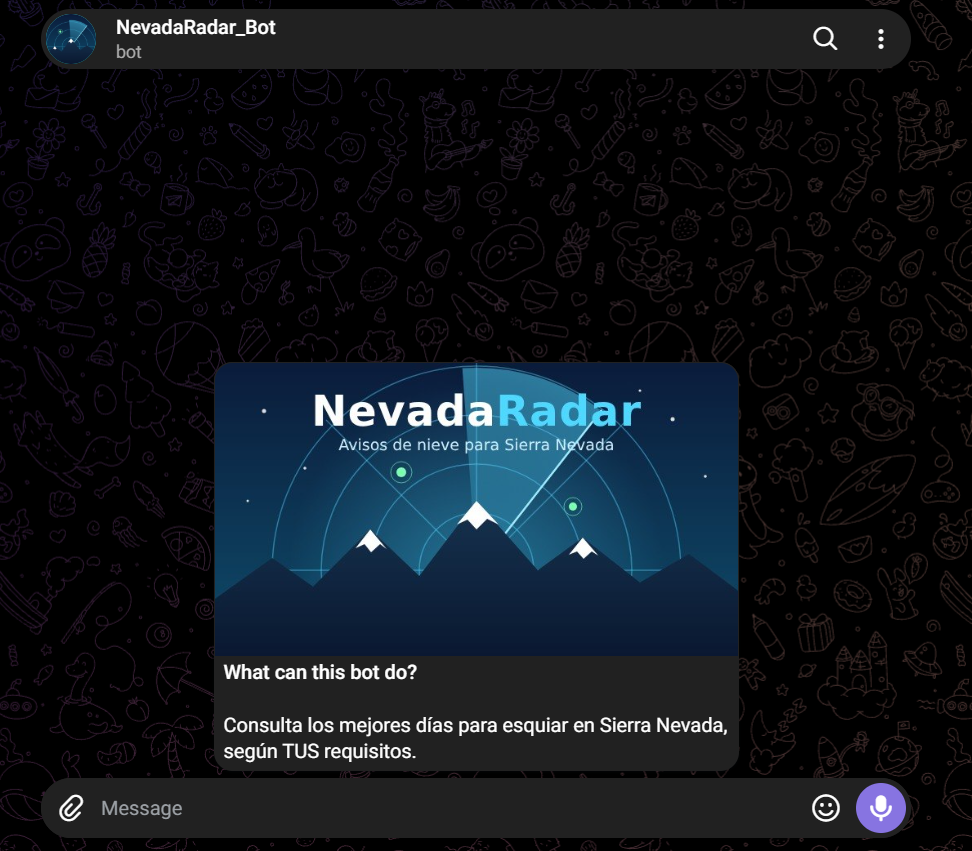 NevadaRadar_Bot
bot
NevadaRadar
Avisos de nieve para Sierra Nevada
What can this bot do?
Consulta los mejores días para esquiar en Sierra Nevada,
según TUS requisitos.
Message